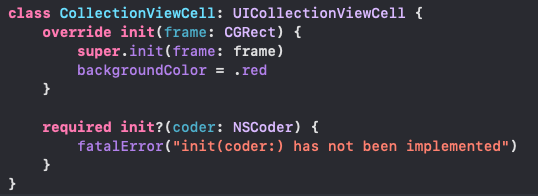 class CollectionViewCell: UICollectionViewCell {
    override init(frame: CGRect) {
        super.init(frame: frame)
        backgroundColor = .red
    }

    required init?(coder: NSCoder) {
        fatalError("init(coder:) has not been implemented")
    }
}